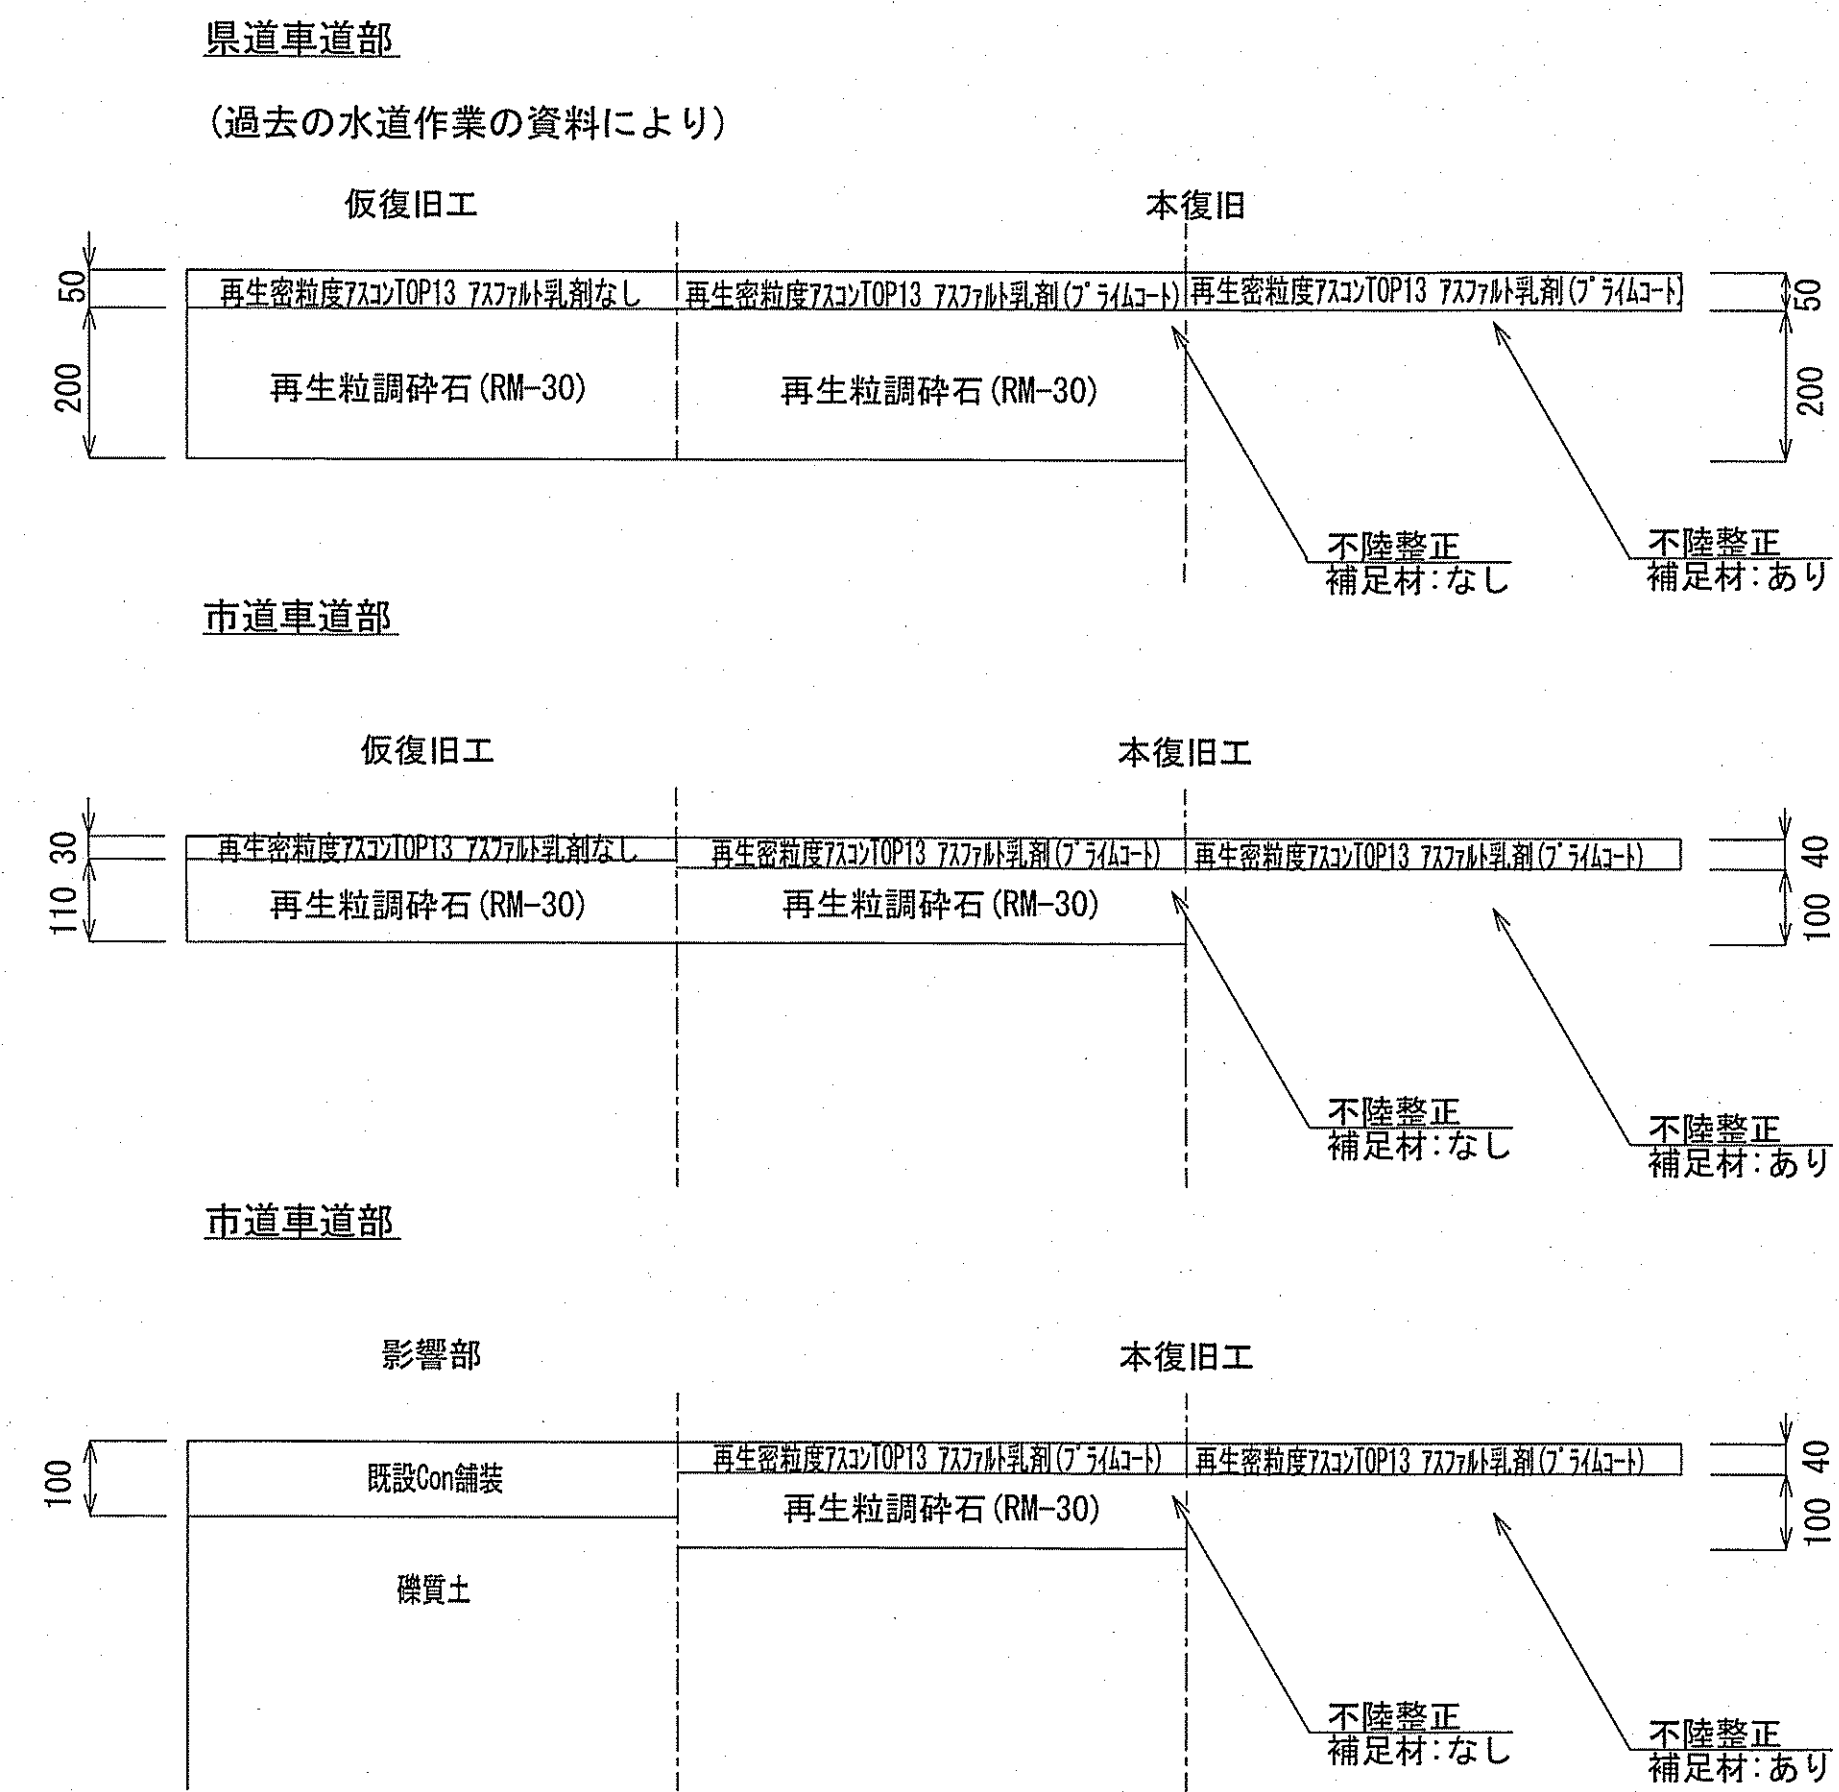 県道車道部
(過去の水道作業の資料により)
仮復旧工
本復旧
50
再生密粒度アスコンTOP13 アスファルト乳剤なし
再生密粒度アスコンTOP13 アスファルト乳剤(プライムコート)
再生密粒度アスコンTOP13 アスファルト乳剤(プライムコート)
50
200
再生粒調砕石(RM-30)
再生粒調砕石(RM-30)
200
不陸整正
補足材:なし
不陸整正
補足材:あり
市道車道部
仮復旧工
本復旧工
30
再生密粒度アスコンTOP13 アスファルト乳剤なし
再生密粒度アスコンTOP13 アスファルト乳剤(プライムコート)
再生密粒度アスコンTOP13 アスファルト乳剤(プライムコート)
40
110
再生粒調砕石(RM-30)
再生粒調砕石(RM-30)
100
不陸整正
補足材:なし
不陸整正
補足材:あり
市道車道部
影響部
本復旧工
100
既設Con舗装
再生密粒度アスコンTOP13 アスファルト乳剤(プライムコート)
再生密粒度アスコンTOP13 アスファルト乳剤(プライムコート)
40
再生粒調砕石(RM-30)
100
礫質土
不陸整正
補足材:なし
不陸整正
補足材:あり